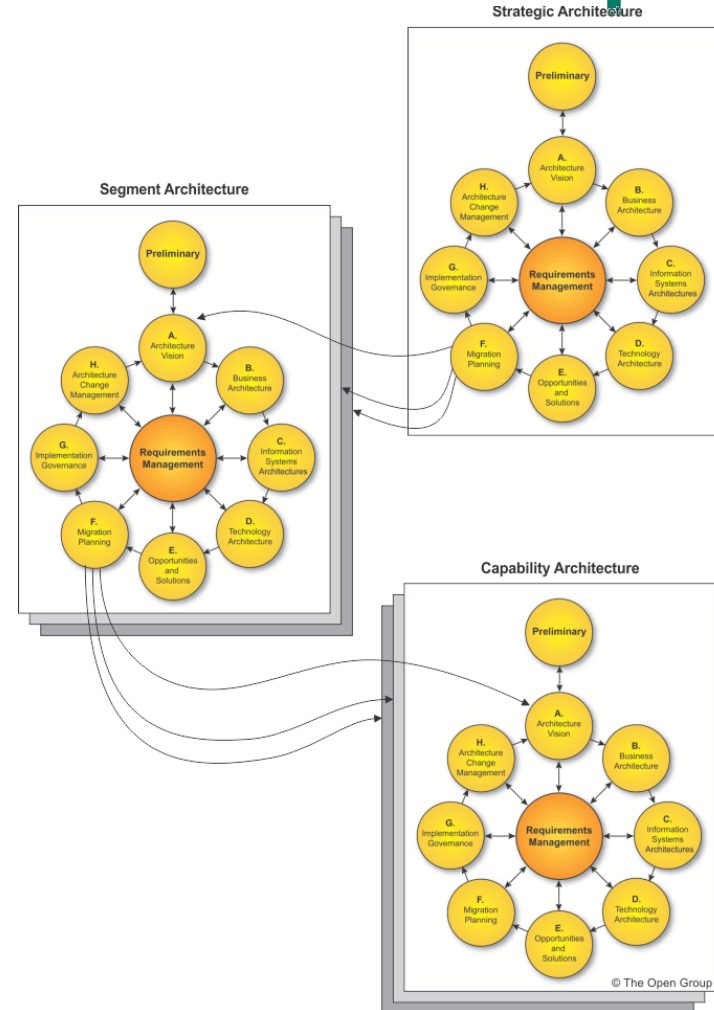 Strategic Architecture
Preliminary
A.
Architecture
Vision
B.
Business
Architecture
C.
Information
Systems
Architectures
D.
Technology
Architecture
E.
Opportunities
and
Solutions
F.
Migration
Planning
G.
Implementation
Governance
H.
Architecture
Change
Management
Requirements
Management
Segment Architecture
Preliminary
A.
Architecture
Vision
B.
Business
Architecture
C.
Information
Systems
Architectures
D.
Technology
Architecture
E.
Opportunities
and
Solutions
F.
Migration
Planning
G.
Implementation
Governance
H.
Architecture
Change
Management
Requirements
Management
Capability Architecture
Preliminary
A.
Architecture
Vision
B.
Business
Architecture
C.
Information
Systems
Architectures
D.
Technology
Architecture
E.
Opportunities
and
Solutions
F.
Migration
Planning
G.
Implementation
Governance
H.
Architecture
Change
Management
Requirements
Management
© The Open Group